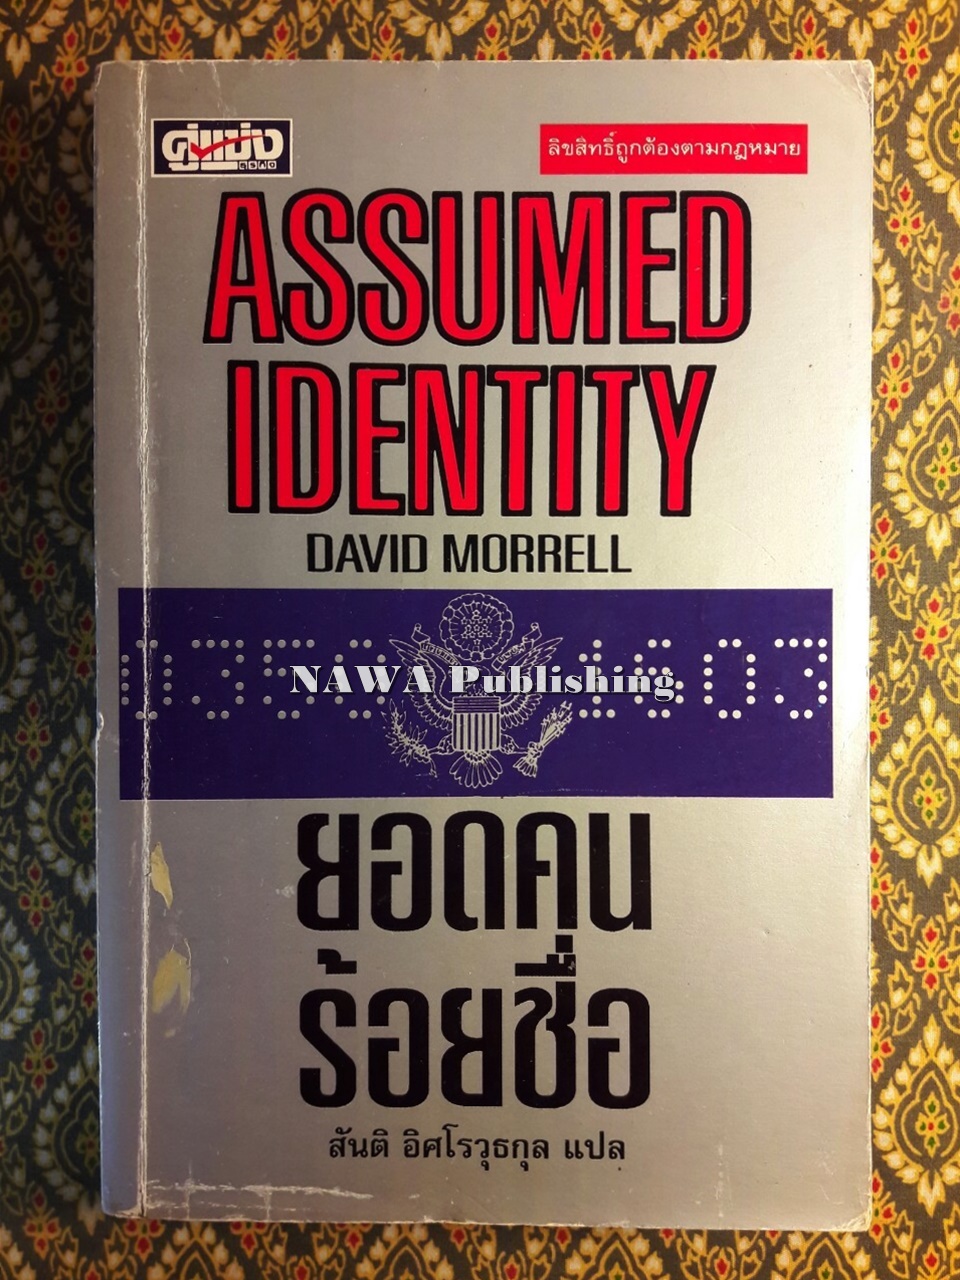 คู่แข่ง
ลิขสิทธิ์ถูกต้องตามกฎหมาย
ASSUMED
IDENTITY
DAVID MORRELL
NAWA Publishing
ยอดคน
ร้อยชื่อ
สันติ อิศโรวุธกุล แปล